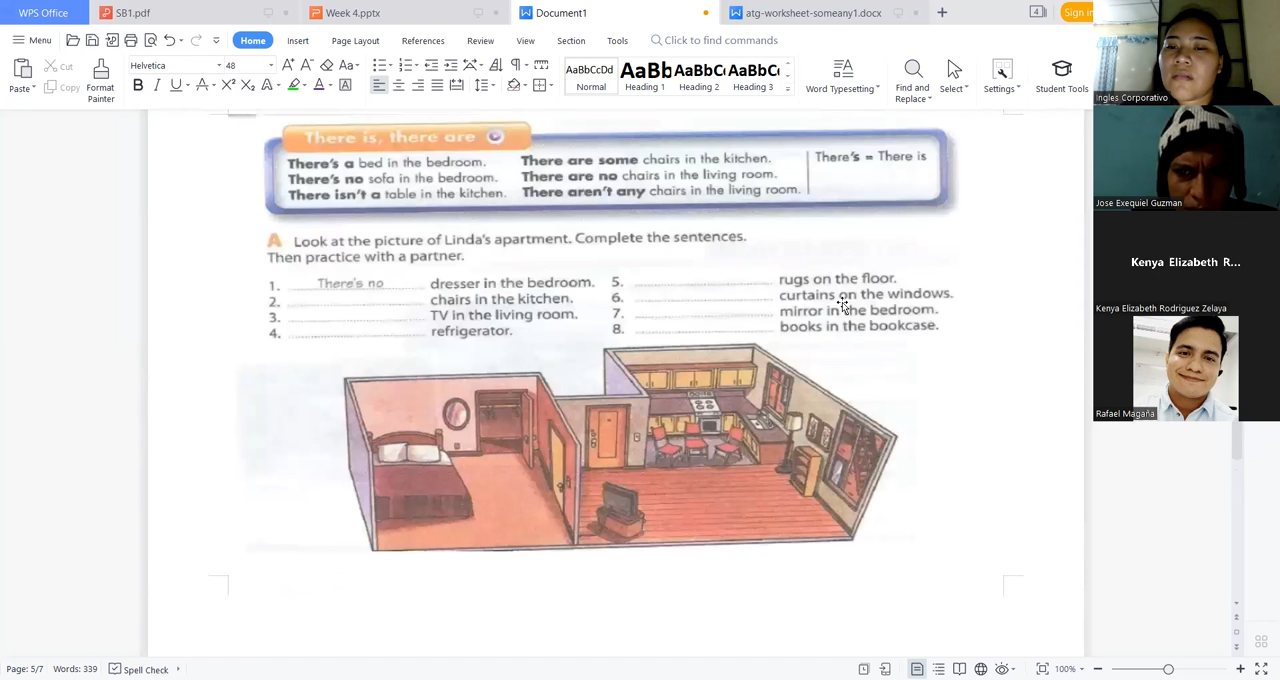 WPS Office
SB1.pdf
Week 4.pptx
Document1
atg-worksheet-someany1.docx
4
Sign in
Menu
Home
Insert
Page Layout
References
Review
View
Section
Tools
Click to find commands
Paste
Cut
Copy
Format Painter
Helvetica
48
AaBbCcDd
Normal
AaBb
Heading 1
AaBbCc
Heading 2
AaBbCc
Heading 3
Word Typesetting
Find and Replace
Select
Settings
Student Tools
There is, there are
There's a bed in the bedroom.
There's no sofa in the bedroom.
There isn't a table in the kitchen.
There are some chairs in the kitchen.
There are no chairs in the living room.
There aren't any chairs in the living room.
There's = There is
A Look at the picture of Linda's apartment. Complete the sentences.
Then practice with a partner.
1. There's no dresser in the bedroom.
2. chairs in the kitchen.
3. TV in the living room.
4. refrigerator.
5. rugs on the floor.
6. curtains on the windows.
7. mirror in the bedroom.
8. books in the bookcase.
Ingles Corporativo
Jose Exequiel Guzman
Kenya Elizabeth R...
Kenya Elizabeth Rodriguez Zelaya
Rafael Magaña
Page: 5/7
Words: 339
Spell Check
100%